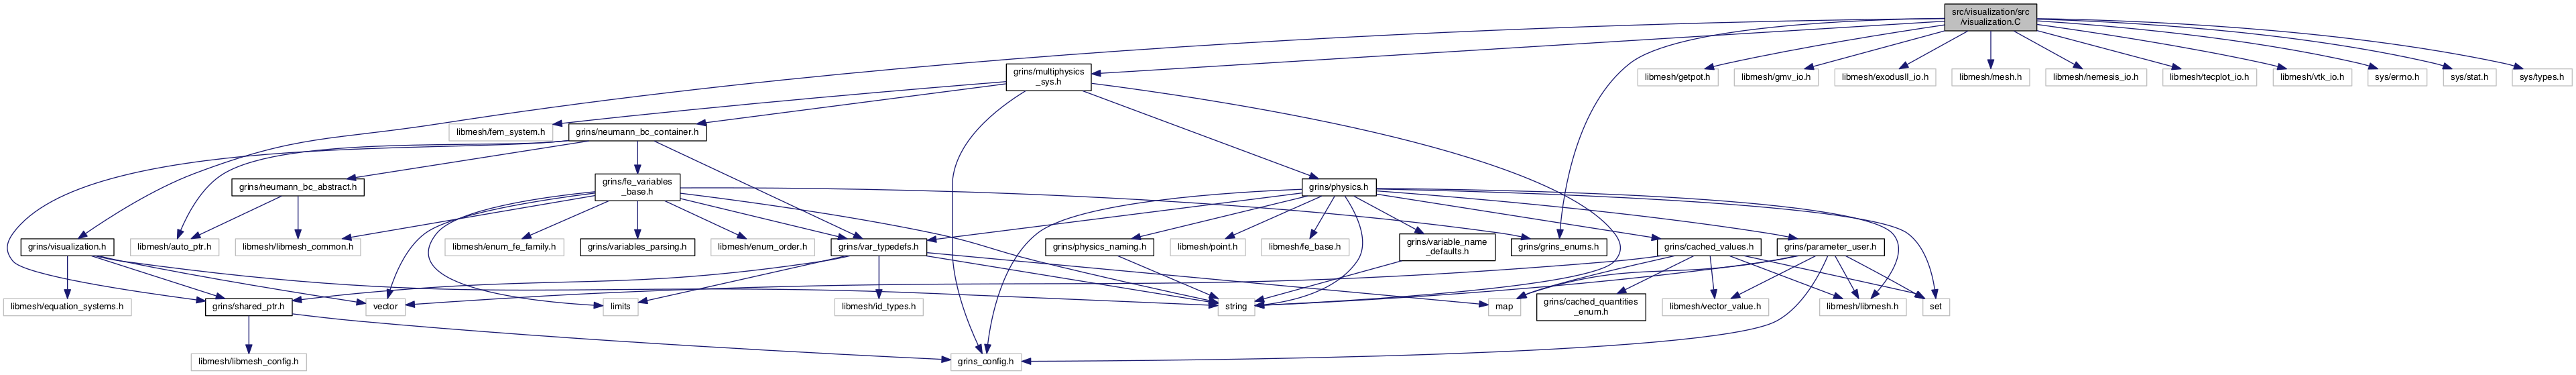 src/visualization/src
/visualization.C
grins/multiphysics
_sys.h
libmesh/getpot.h
libmesh/gmv_io.h
libmesh/exodusII_io.h
libmesh/mesh.h
libmesh/nemesis_io.h
libmesh/tecplot_io.h
libmesh/vtk_io.h
sys/errno.h
sys/stat.h
sys/types.h
libmesh/fem_system.h
grins/neumann_bc_container.h
grins/neumann_bc_abstract.h
grins/fe_variables
_base.h
grins/physics.h
grins/visualization.h
libmesh/auto_ptr.h
libmesh/libmesh_common.h
libmesh/enum_fe_family.h
grins/variables_parsing.h
libmesh/enum_order.h
grins/var_typedefs.h
grins/physics_naming.h
libmesh/point.h
libmesh/fe_base.h
grins/variable_name
_defaults.h
grins/grins_enums.h
grins/cached_values.h
grins/parameter_user.h
libmesh/equation_systems.h
grins/shared_ptr.h
vector
limits
libmesh/id_types.h
string
map
grins/cached_quantities
_enum.h
libmesh/vector_value.h
libmesh/libmesh.h
set
libmesh/libmesh_config.h
grins_config.h